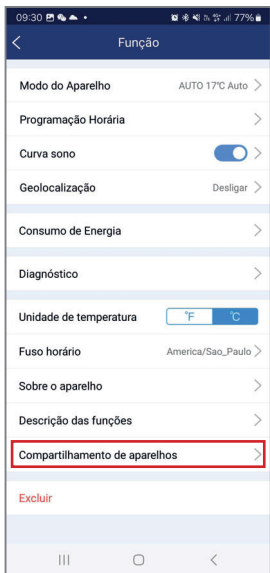 09:30 77%
Função
Modo do Aparelho AUTO 17°C Auto
Programação Horária
Curva sono
Geolocalização Desligar
Consumo de Energia
Diagnóstico
Unidade de temperatura °F °C
Fuso horário America/Sao_Paulo
Sobre o aparelho
Descrição das funções
Compartilhamento de aparelhos
Excluir